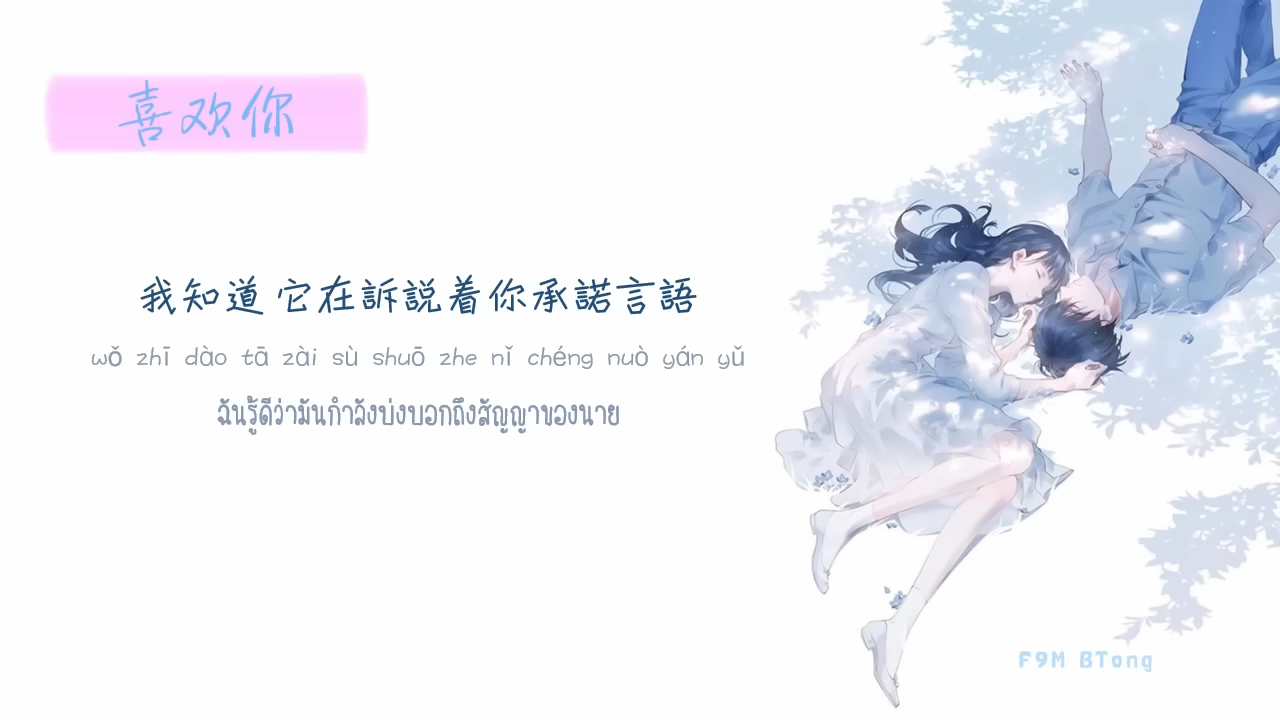 喜欢你
我知道 它在訴説着你承諾言語
wǒ zhī dào tā zài sù shuō zhe nǐ chéng nuò yán yǔ
ฉันรู้ดีว่ามันกำลังบ่งบอกถึงสัญญาของนาย
F9M BTong